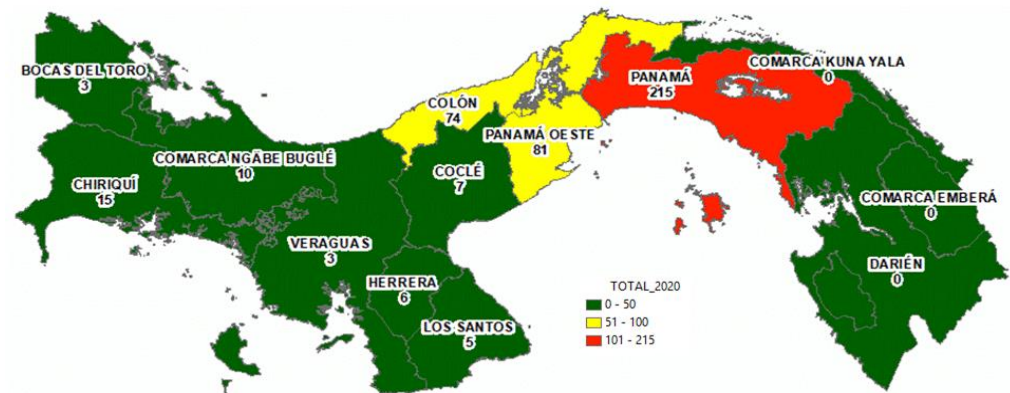 BOCAS DEL TORO
3
COMARCA KUNA YALA
0
PANAMÁ
215
COLÓN
74
PANAMÁ OESTE
81
COMARCA NGÄBE BUGLÉ
10
COCLÉ
7
CHIRIQUÍ
15
COMARCA EMBERÁ
0
VERAGUAS
3
DARIÉN
0
HERRERA
6
LOS SANTOS
5
TOTAL_2020
0 - 50
51 - 100
101 - 215